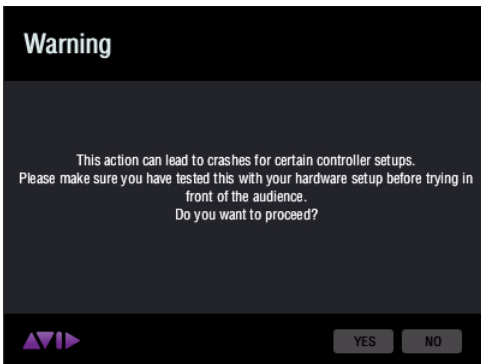 Warning
This action can lead to crashes for certain controller setups.
Please make sure you have tested this with your hardware setup before trying in
front of the audience.
Do you want to proceed?
AVID
YES NO